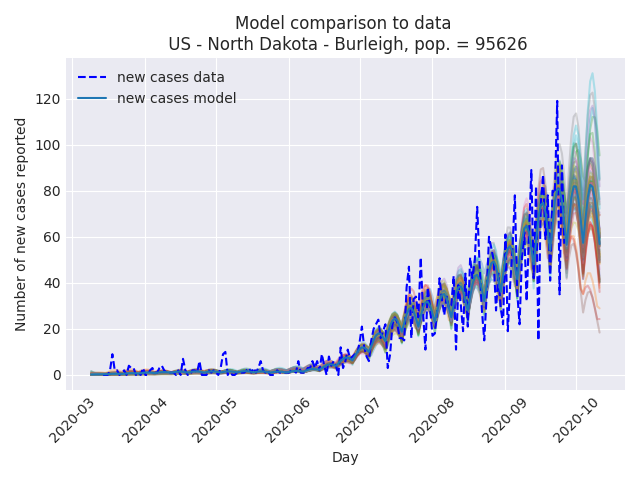 Model comparison to data
US - North Dakota - Burleigh, pop. = 95626
new cases data
new cases model
Number of new cases reported
120
100
80
60
40
20
0
2020-03
2020-04
2020-05
2020-06
2020-07
2020-08
2020-09
2020-10
Day